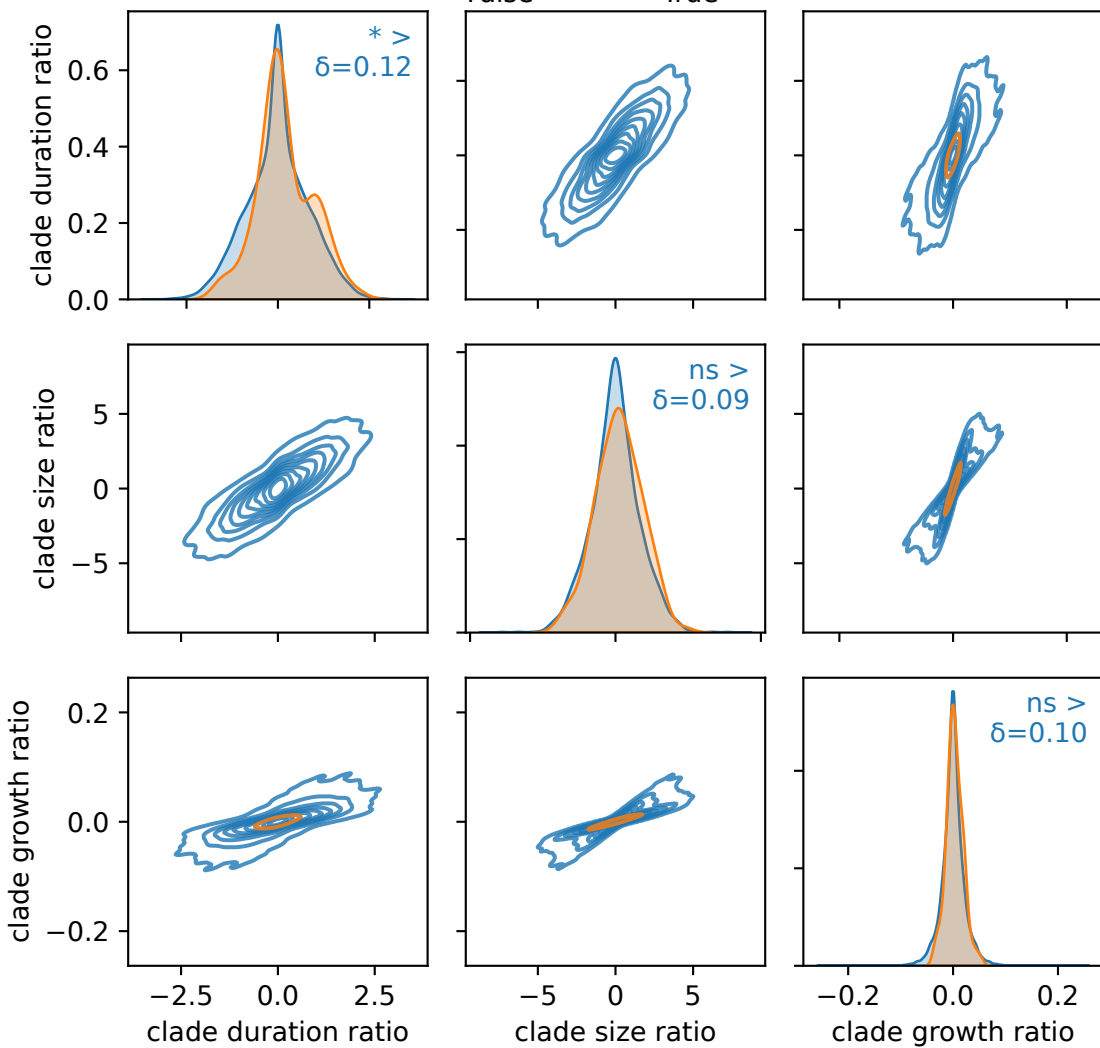 clade duration ratio
0.6
0.4
0.2
0.0
* >
δ=0.12
clade size ratio
5
0
−5
ns >
δ=0.09
clade growth ratio
0.2
0.0
−0.2
ns >
δ=0.10
−2.5 0.0 2.5
−5 0 5
−0.2 0.0 0.2
clade duration ratio
clade size ratio
clade growth ratio